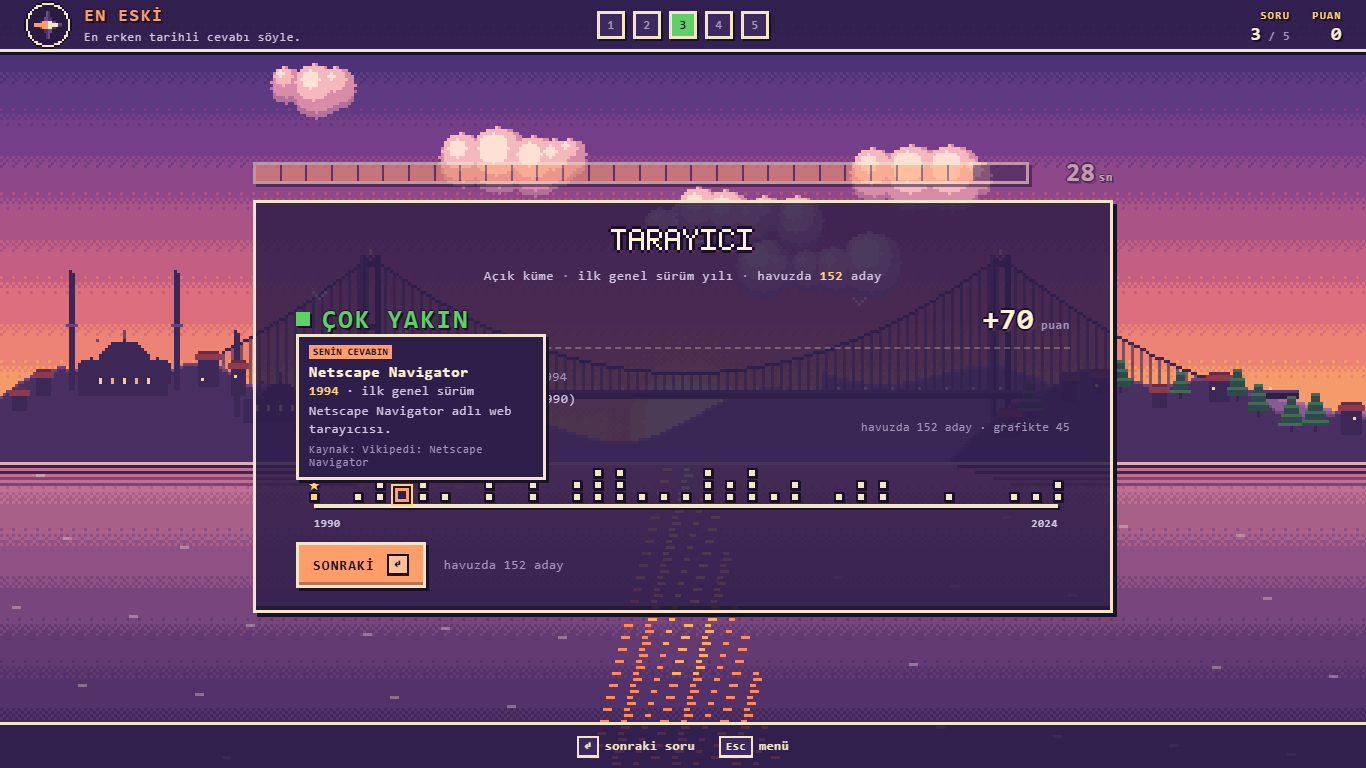 EN ESKİ
En erken tarihli cevabı söyle.
1 2 3 4 5
SORU PUAN
3 / 5 0
28 sn
TARAYICI
Açık küme · ilk genel sürüm yılı · havuzda 152 aday
ÇOK YAKIN
+70 puan
SENİN CEVABIN
Netscape Navigator
1994 · ilk genel sürüm
Netscape Navigator adlı web
tarayıcısı.
Kaynak: Vikipedi: Netscape
Navigator
994
990)
havuzda 152 aday · grafikte 45
1990 2024
SONRAKİ
havuzda 152 aday
sonraki soru Esc menü